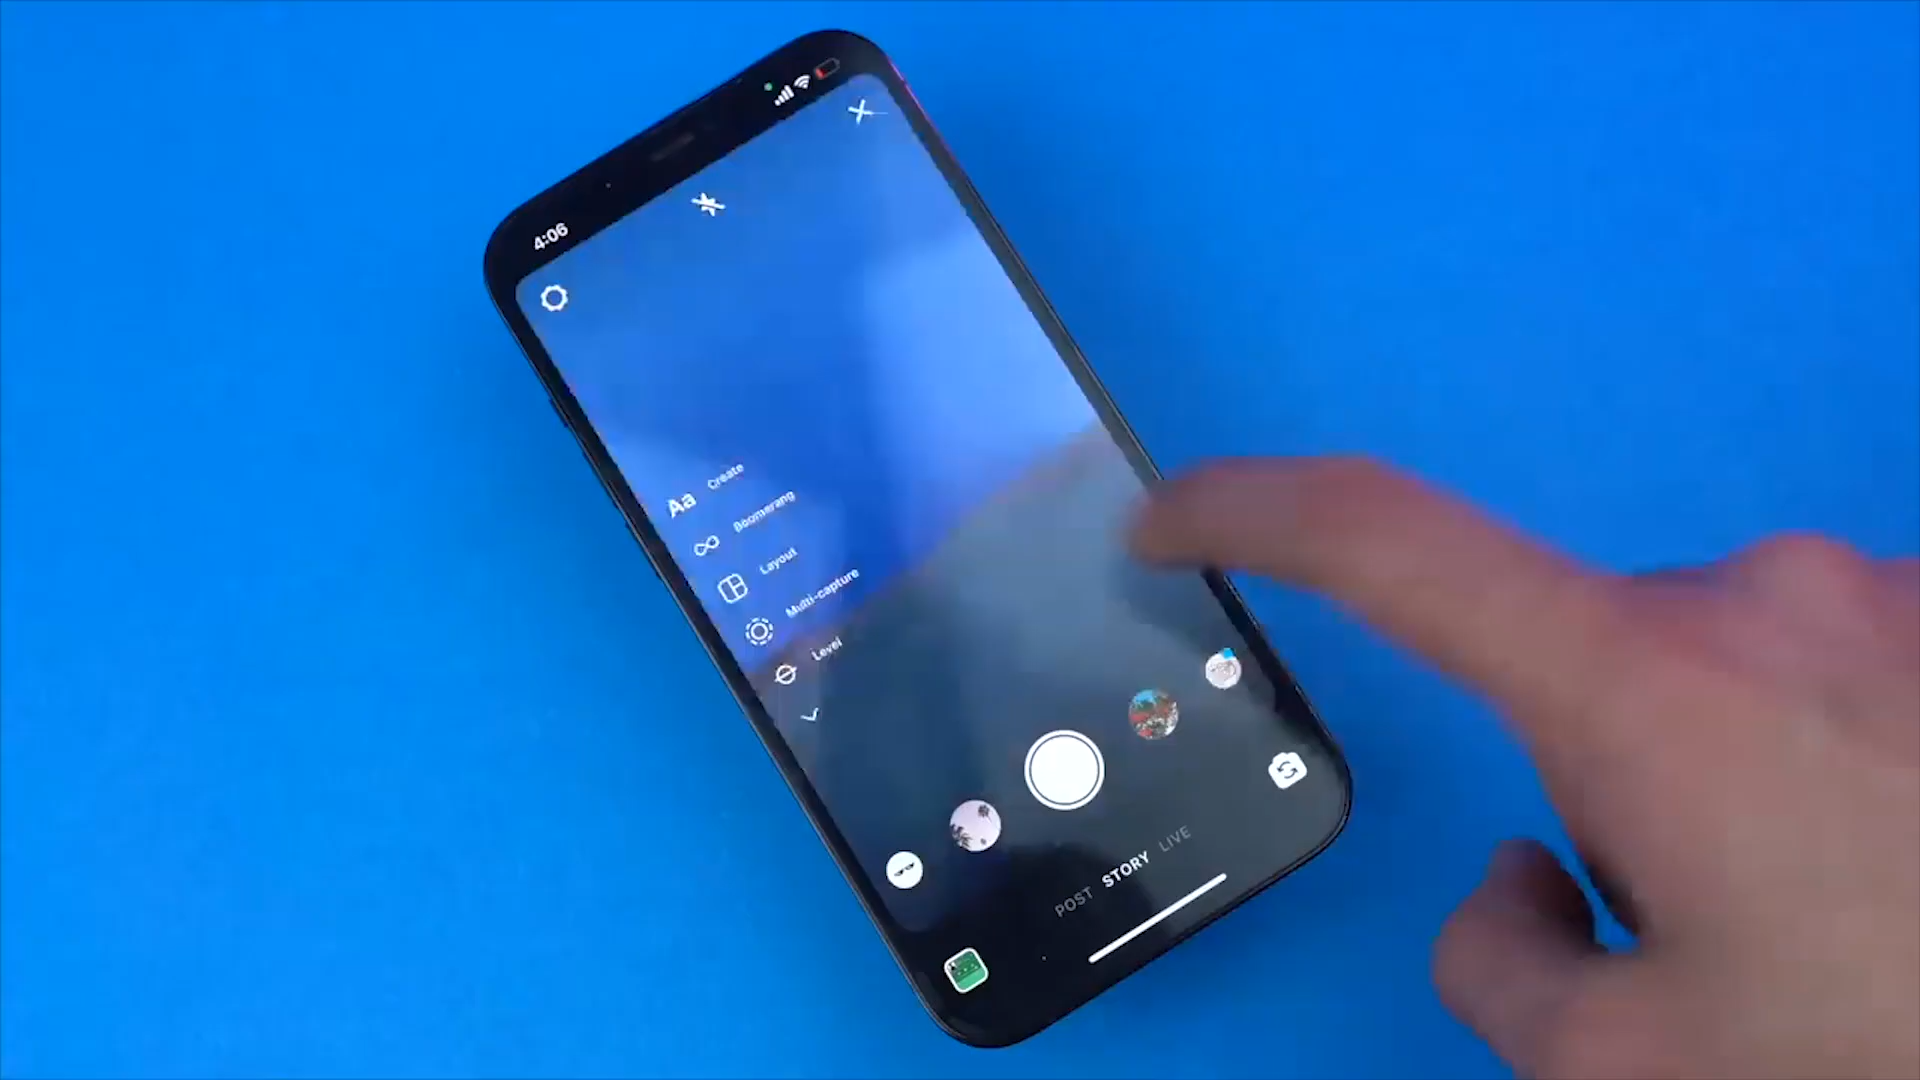 4:06
Aa Create
Boomerang
Layout
Multi-capture
Level
POST STORY LIVE